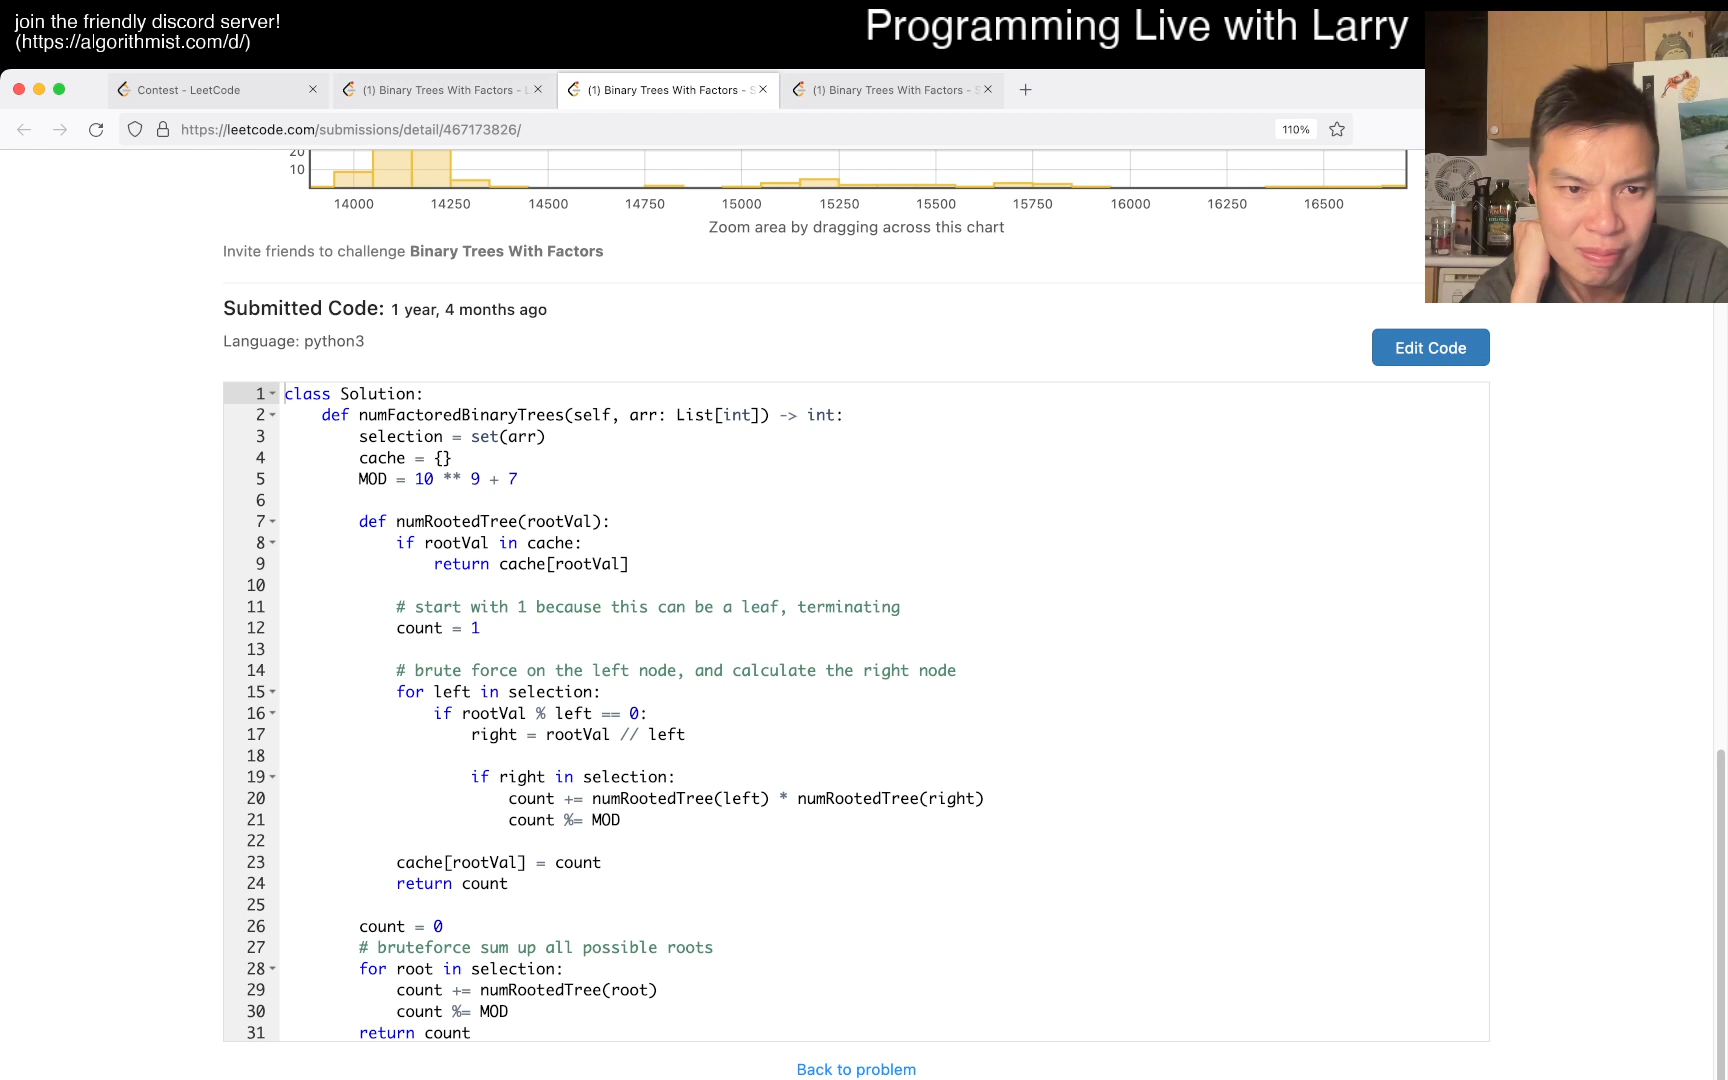 join the friendly discord server!
(https://algorithmist.com/d/)
Programming Live with Larry
Contest - LeetCode
(1) Binary Trees With Factors - L
(1) Binary Trees With Factors - S
(1) Binary Trees With Factors - S
https://leetcode.com/submissions/detail/467173826/
110%
20
10
14000 14250 14500 14750 15000 15250 15500 15750 16000 16250 16500
Zoom area by dragging across this chart
Invite friends to challenge Binary Trees With Factors
Submitted Code: 1 year, 4 months ago
Language: python3
Edit Code
1 class Solution:
2 def numFactoredBinaryTrees(self, arr: List[int]) -> int:
3 selection = set(arr)
4 cache = {}
5 MOD = 10 ** 9 + 7
6
7 def numRootedTree(rootVal):
8 if rootVal in cache:
9 return cache[rootVal]
10
11 # start with 1 because this can be a leaf, terminating
12 count = 1
13
14 # brute force on the left node, and calculate the right node
15 for left in selection:
16 if rootVal % left == 0:
17 right = rootVal // left
18
19 if right in selection:
20 count += numRootedTree(left) * numRootedTree(right)
21 count %= MOD
22
23 cache[rootVal] = count
24 return count
25
26 count = 0
27 # bruteforce sum up all possible roots
28 for root in selection:
29 count += numRootedTree(root)
30 count %= MOD
31 return count
Back to problem